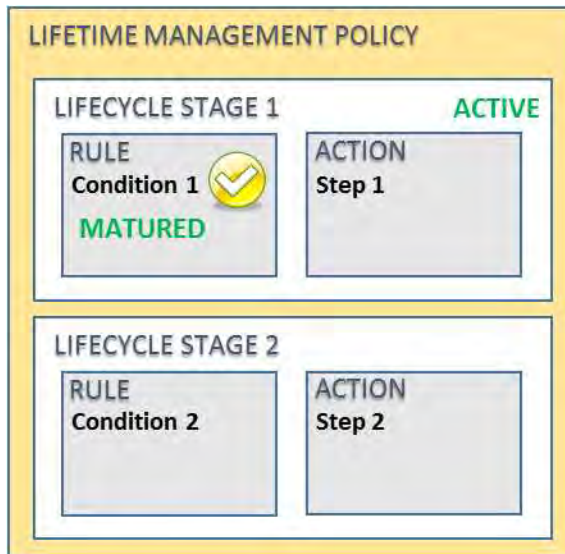 LIFETIME MANAGEMENT POLICY
LIFECYCLE STAGE 1
ACTIVE
RULE
Condition 1
MATURED
ACTION
Step 1
LIFECYCLE STAGE 2
RULE
Condition 2
ACTION
Step 2